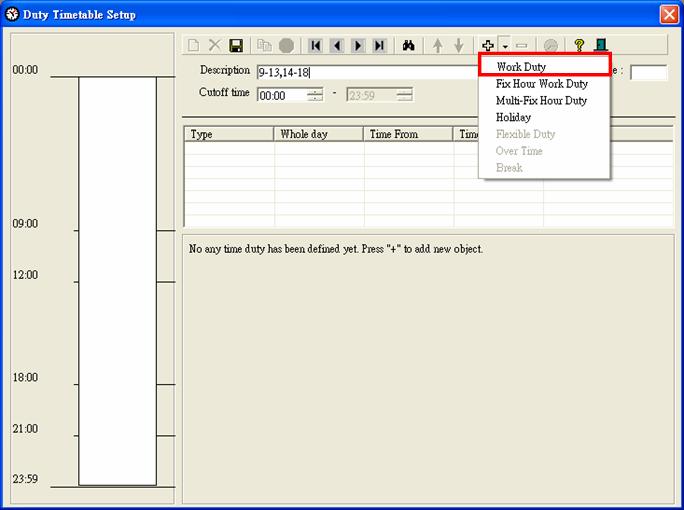 Duty Timetable Setup
00:00
09:00
12:00
18:00
21:00
23:59
Description 9-13,14-18
e :
Cutoff time 00:00 - 23:59
Work Duty
Fix Hour Work Duty
Multi-Fix Hour Duty
Holiday
Flexible Duty
Over Time
Break
Type Whole day Time From Time
No any time duty has been defined yet. Press "+" to add new object.